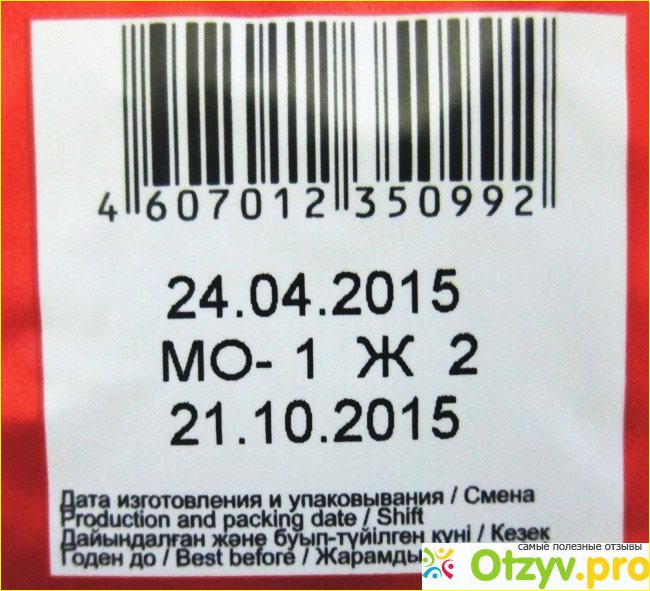 4 607012 350992
24.04.2015
МО- 1 Ж 2
21.10.2015
Дата изготовления и упаковывания / Смена
Production and packing date / Shift
Дайындалған және буып-түйілген күні / Кезек
Годен до / Best before / Жарамды
самые полезные отзывы
Otzyv.pro